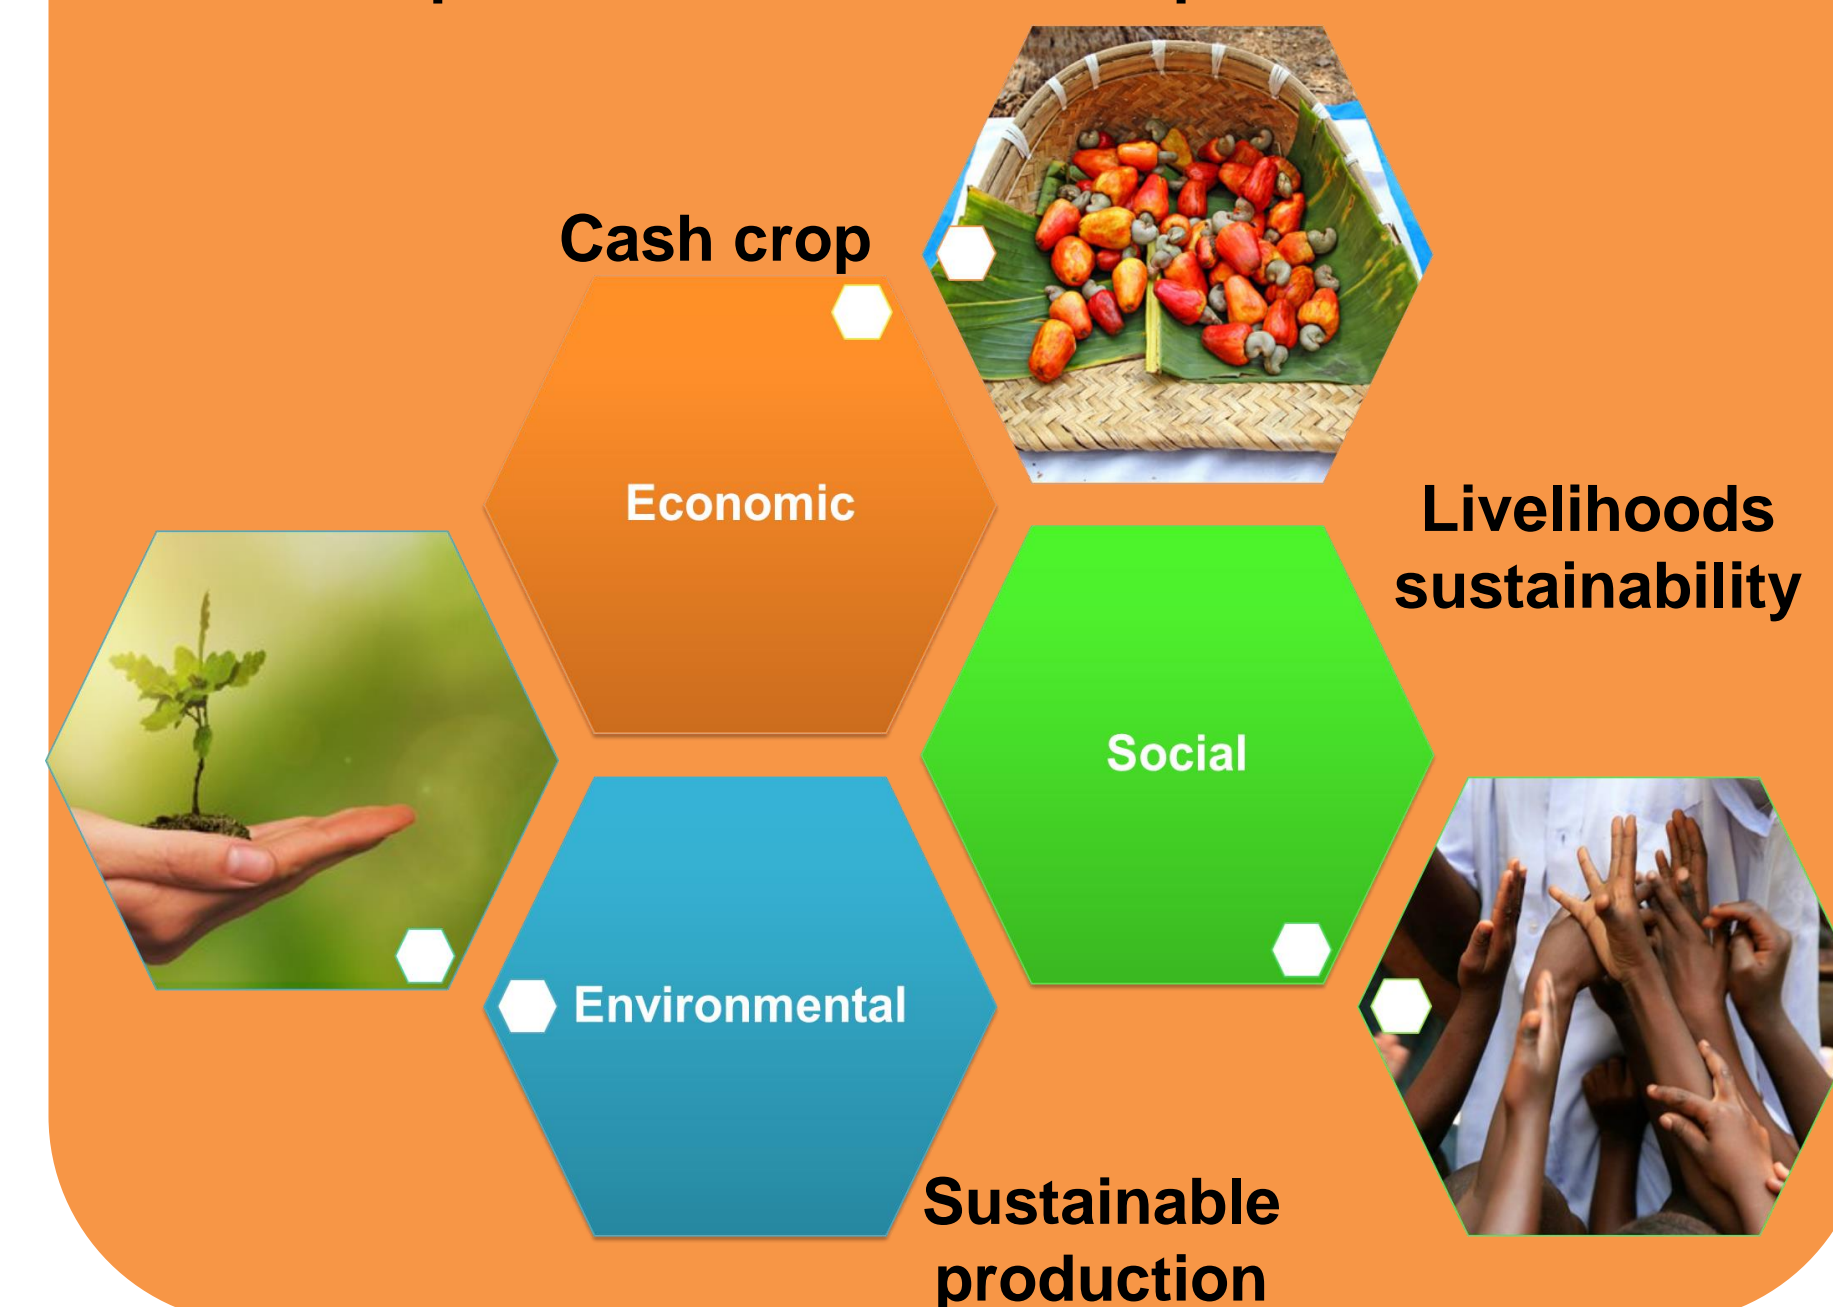 Cash crop
Economic
Livelihoods
sustainability
Social
Environmental
Sustainable
production